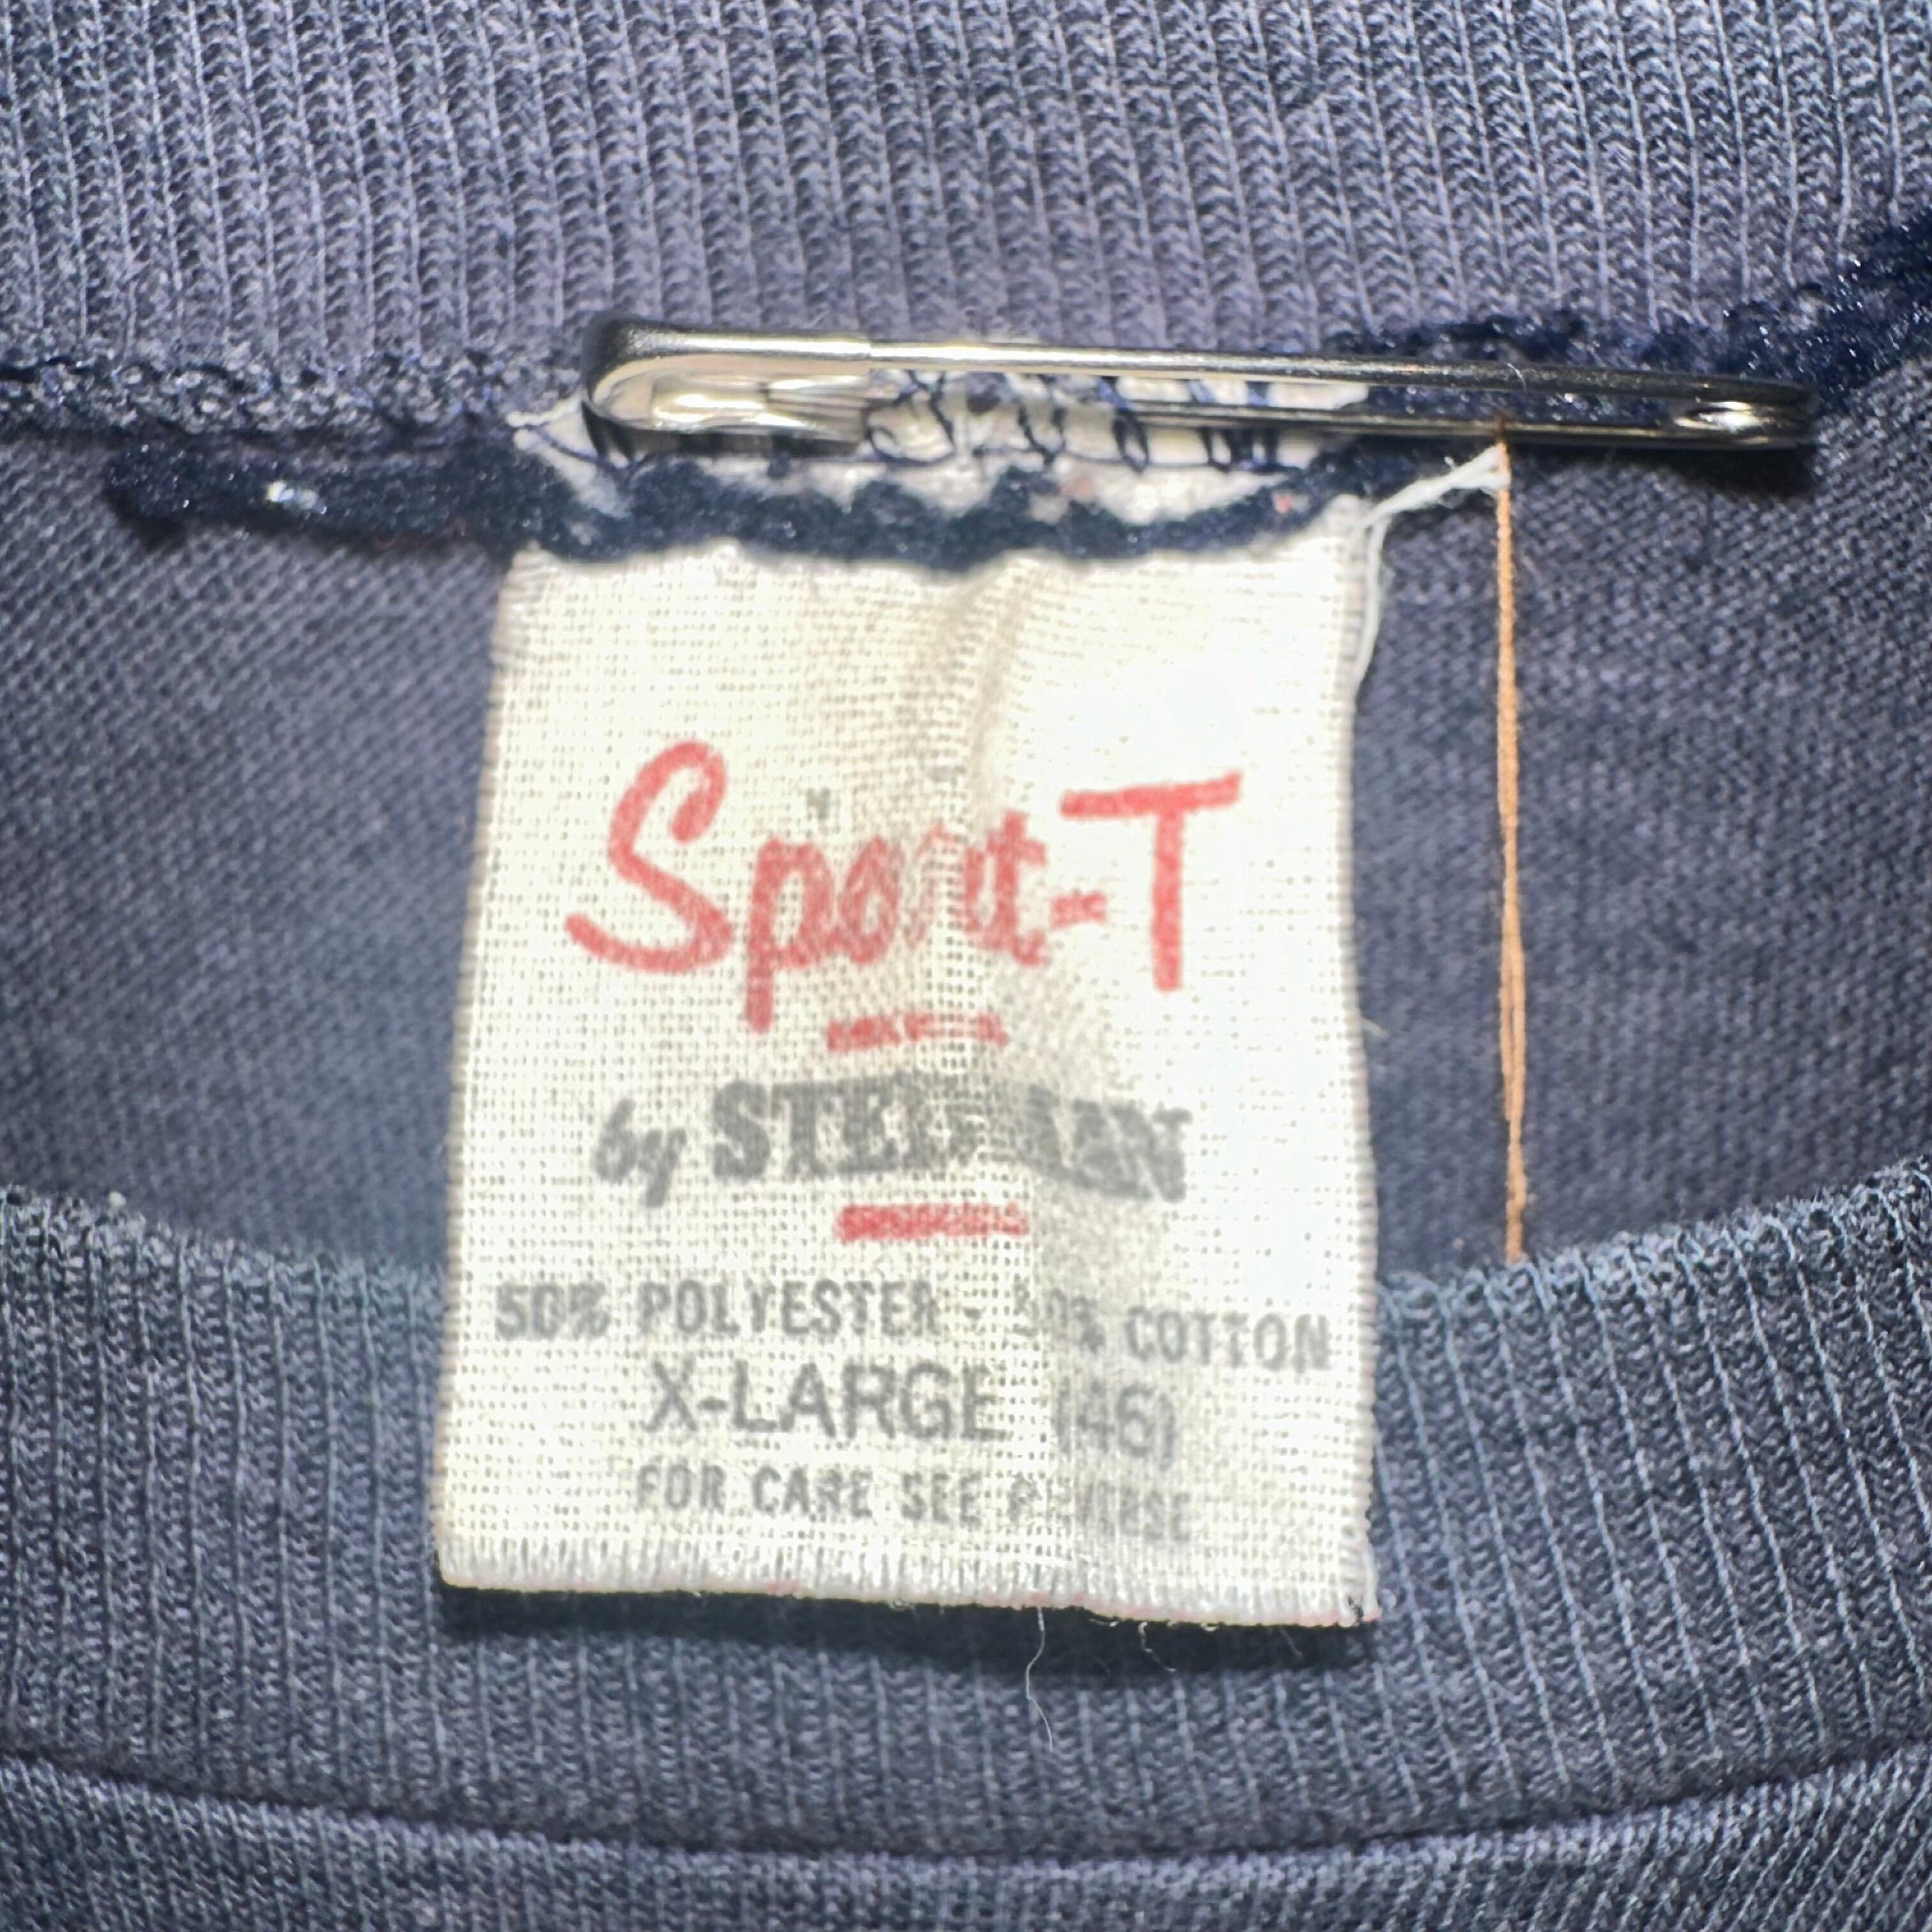 Sport-T
by STEDMAN
50% POLYESTER - 50% COTTON
X-LARGE (46)
FOR CARE SEE REVERSE